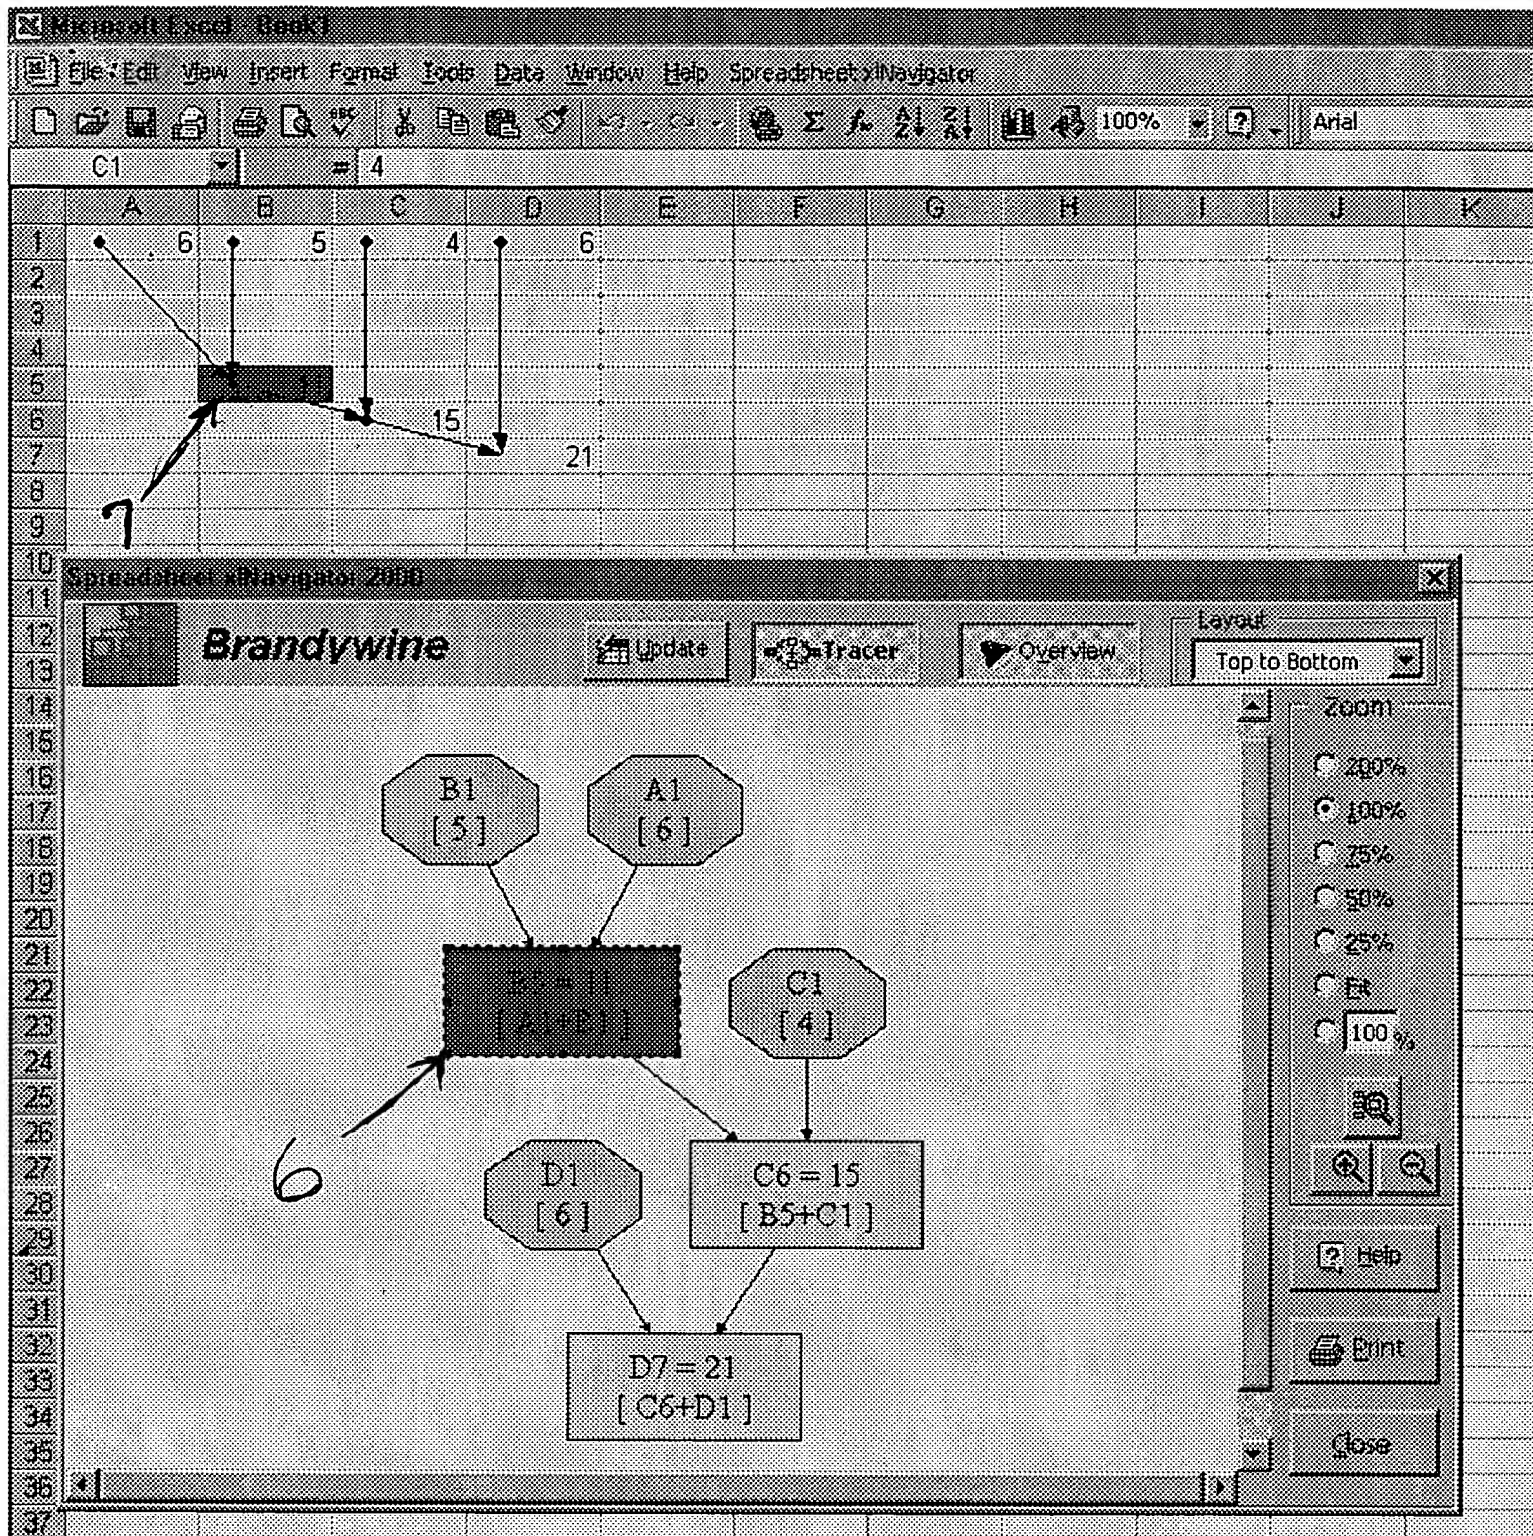 Microsoft Excel - Book1
File Edit View Insert Format Tools Data Window Help Spreadsheet xlNavigator
100% Arial
C1 = 4
A B C D E F G H I J K
1 6 5 4 6
2
3
4
5 11
6 15
7 21
8
7
9
10
Spreadsheet xlNavigator 2000
11
12
13
Brandywine
Update
Tracer
Overview
Layout
Top to Bottom
14
15
16
17
18
19
20
21
22
23
24
25
26
27
28
29
30
31
32
33
34
35
36
37
B1
[ 5 ]
A1
[ 6 ]
B5 = 11
[ A1+B1 ]
C1
[ 4 ]
6
D1
[ 6 ]
C6 = 15
[ B5+C1 ]
D7 = 21
[ C6+D1 ]
Zoom
200%
100%
75%
50%
25%
Fit
100 %
Help
Print
Close